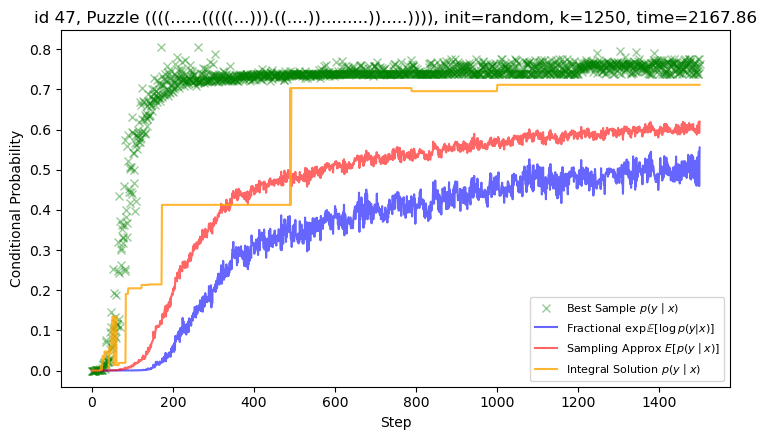 id 47, Puzzle ((((......(((((...))).((....)).........)).....)))), init=random, k=1250, time=2167.86
0.8
0.7
0.6
0.5
0.4
0.3
0.2
0.1
0.0
Conditional Probability
Best Sample p(y | x)
Fractional exp 𝔼[log p(y|x)]
Sampling Approx E[p(y | x)]
Integral Solution p(y | x)
0 200 400 600 800 1000 1200 1400
Step